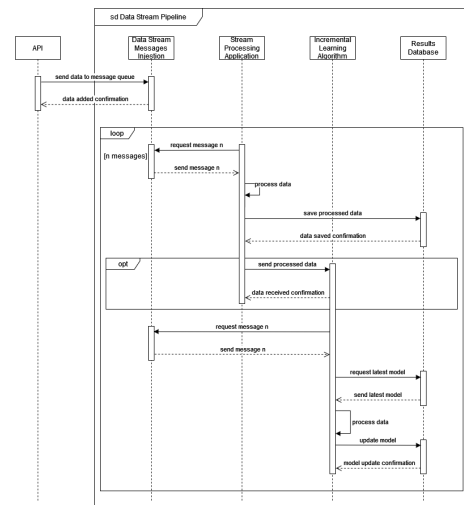 sd Data Stream Pipeline
API
Data Stream
Messages
Injestion
Stream
Processing
Application
Incremental
Learning
Algorithm
Results
Database
send data to message queue
data added confirmation
loop
[n messages]
request message n
send message n
process data
save processed data
data saved confirmation
opt
send processed data
data received confirmation
request message n
send message n
request latest model
send latest model
process data
update model
model update confirmation